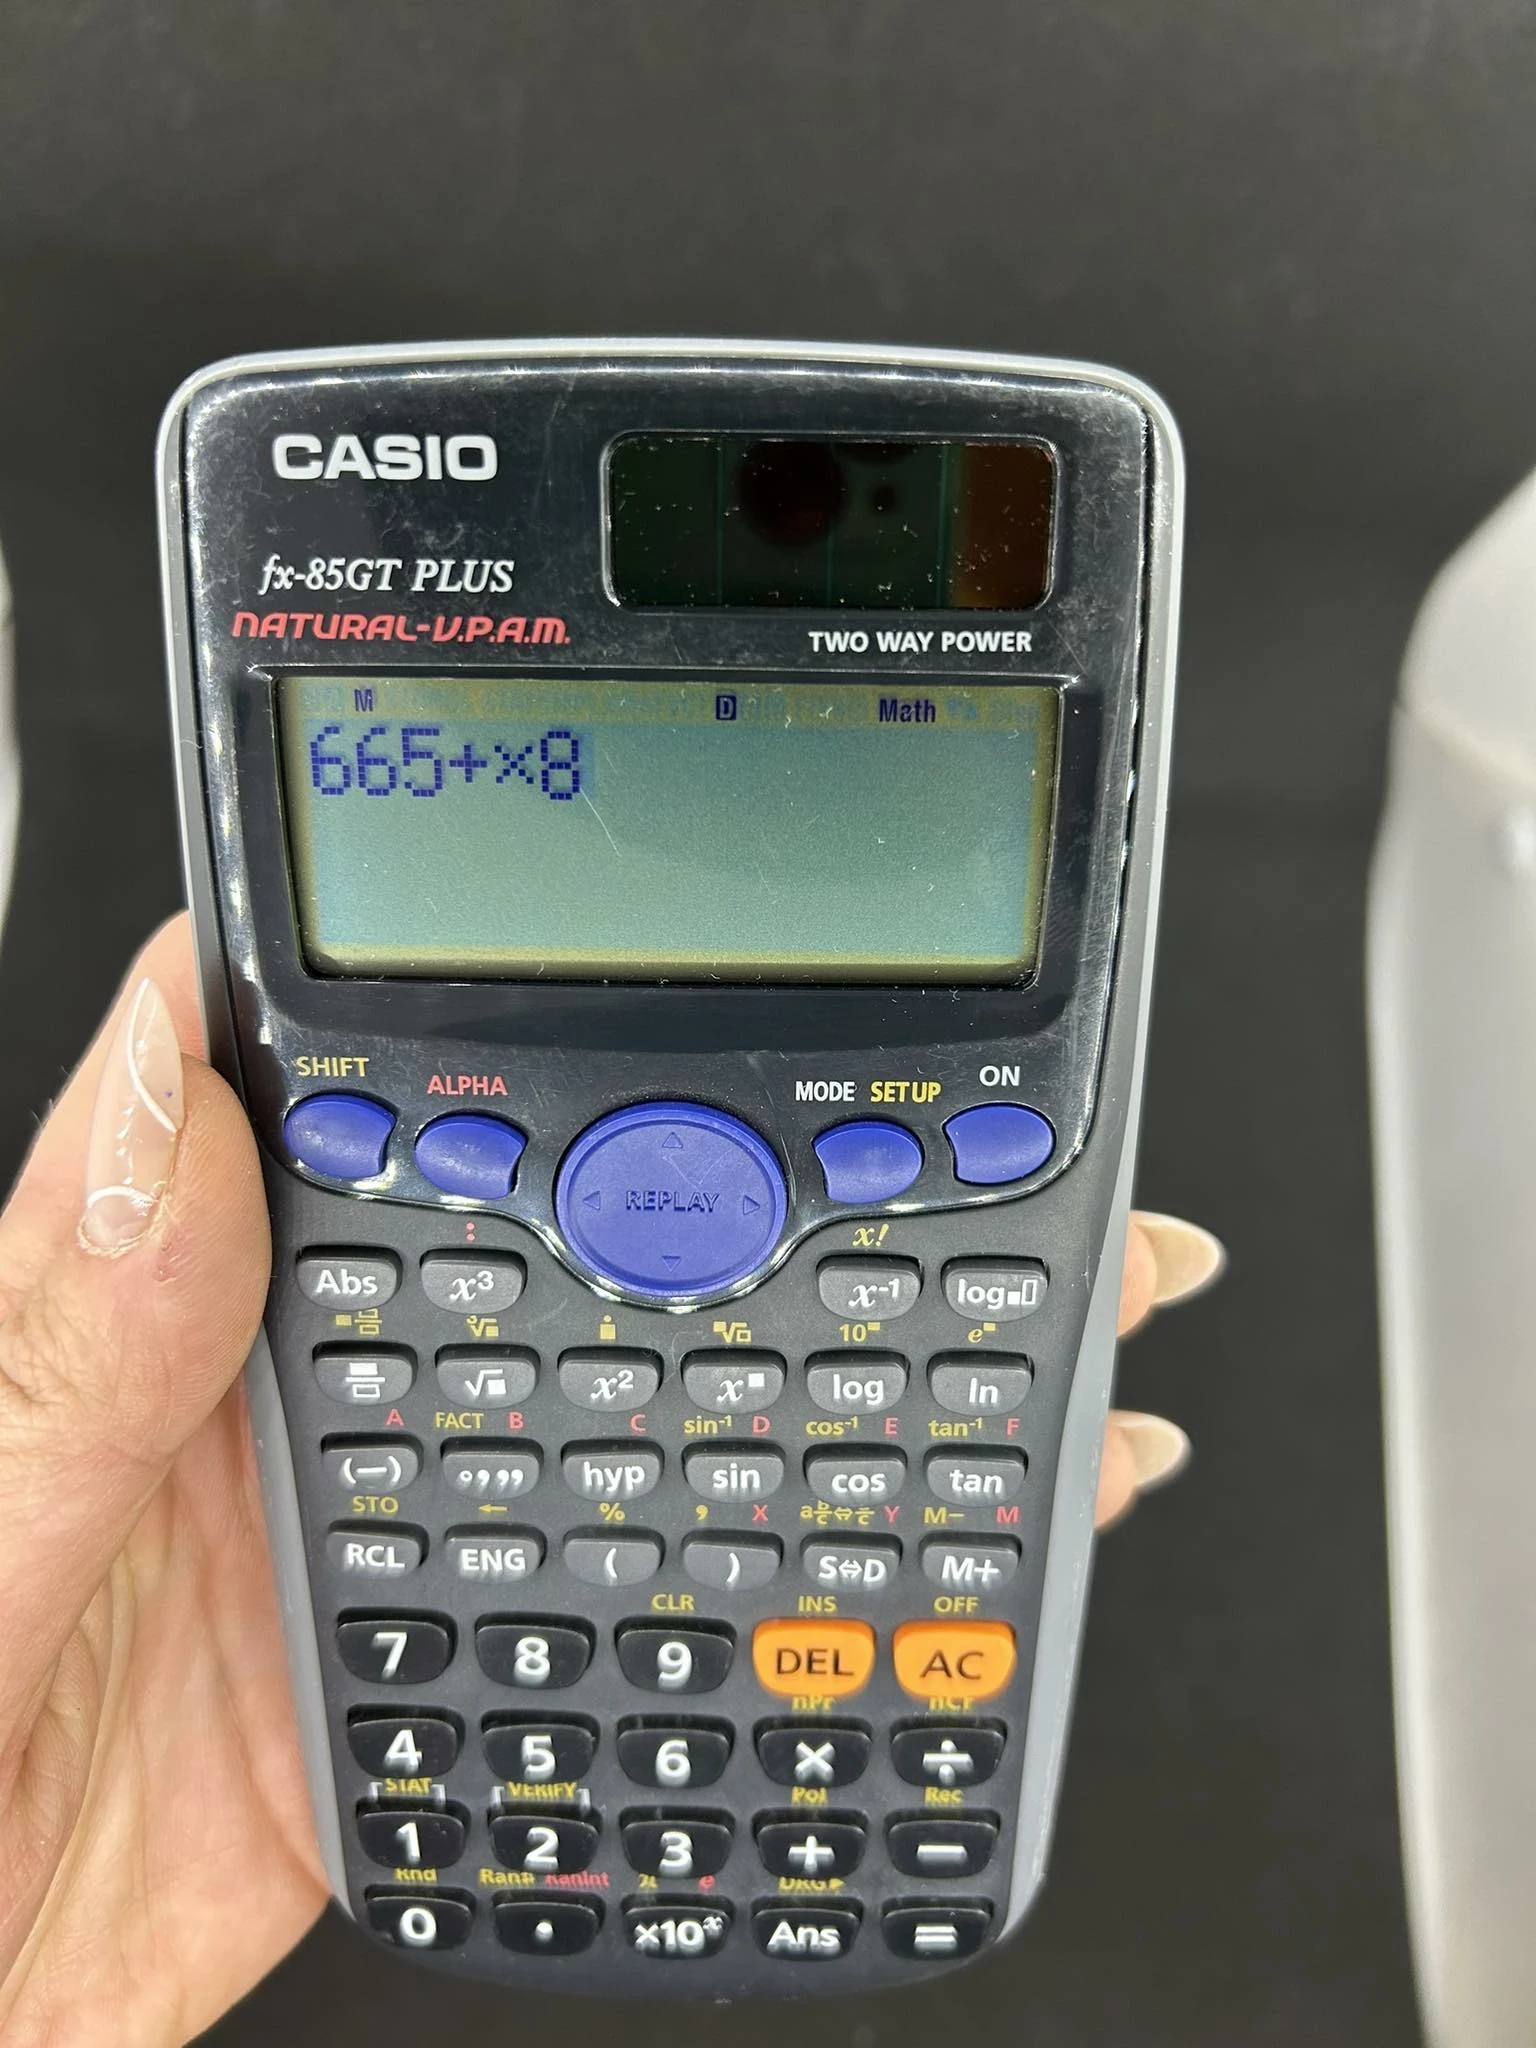 CASIO
fx-85GT PLUS
NATURAL-V.P.A.M.
TWO WAY POWER
M D Math
665+×8
SHIFT ALPHA MODE SETUP ON
REPLAY
: x!
Abs x³ x⁻¹ log▪▯
▪▯/▯ ³√▪ ▪ ▪√▯ 10▪ e▪
▪/▯ √▪ x² x▪ log ln
A FACT B C sin⁻¹ D cos⁻¹ E tan⁻¹ F
(−) °,,, hyp sin cos tan
STO ← % , X a b/c⇔d/c Y M− M
RCL ENG ( ) S⇔D M+
CLR INS OFF
7 8 9 DEL AC
nPr nCr
4 5 6 × ÷
STAT VERIFY Pol Rec
1 2 3 + −
Rnd Ran# RanInt π e DRG▶
0 . ×10ˣ Ans =